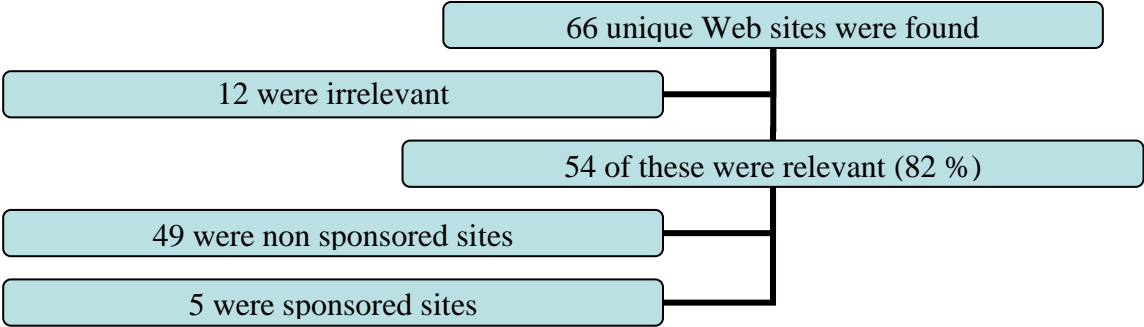 66 unique Web sites were found
12 were irrelevant
54 of these were relevant (82 %)
49 were non sponsored sites
5 were sponsored sites